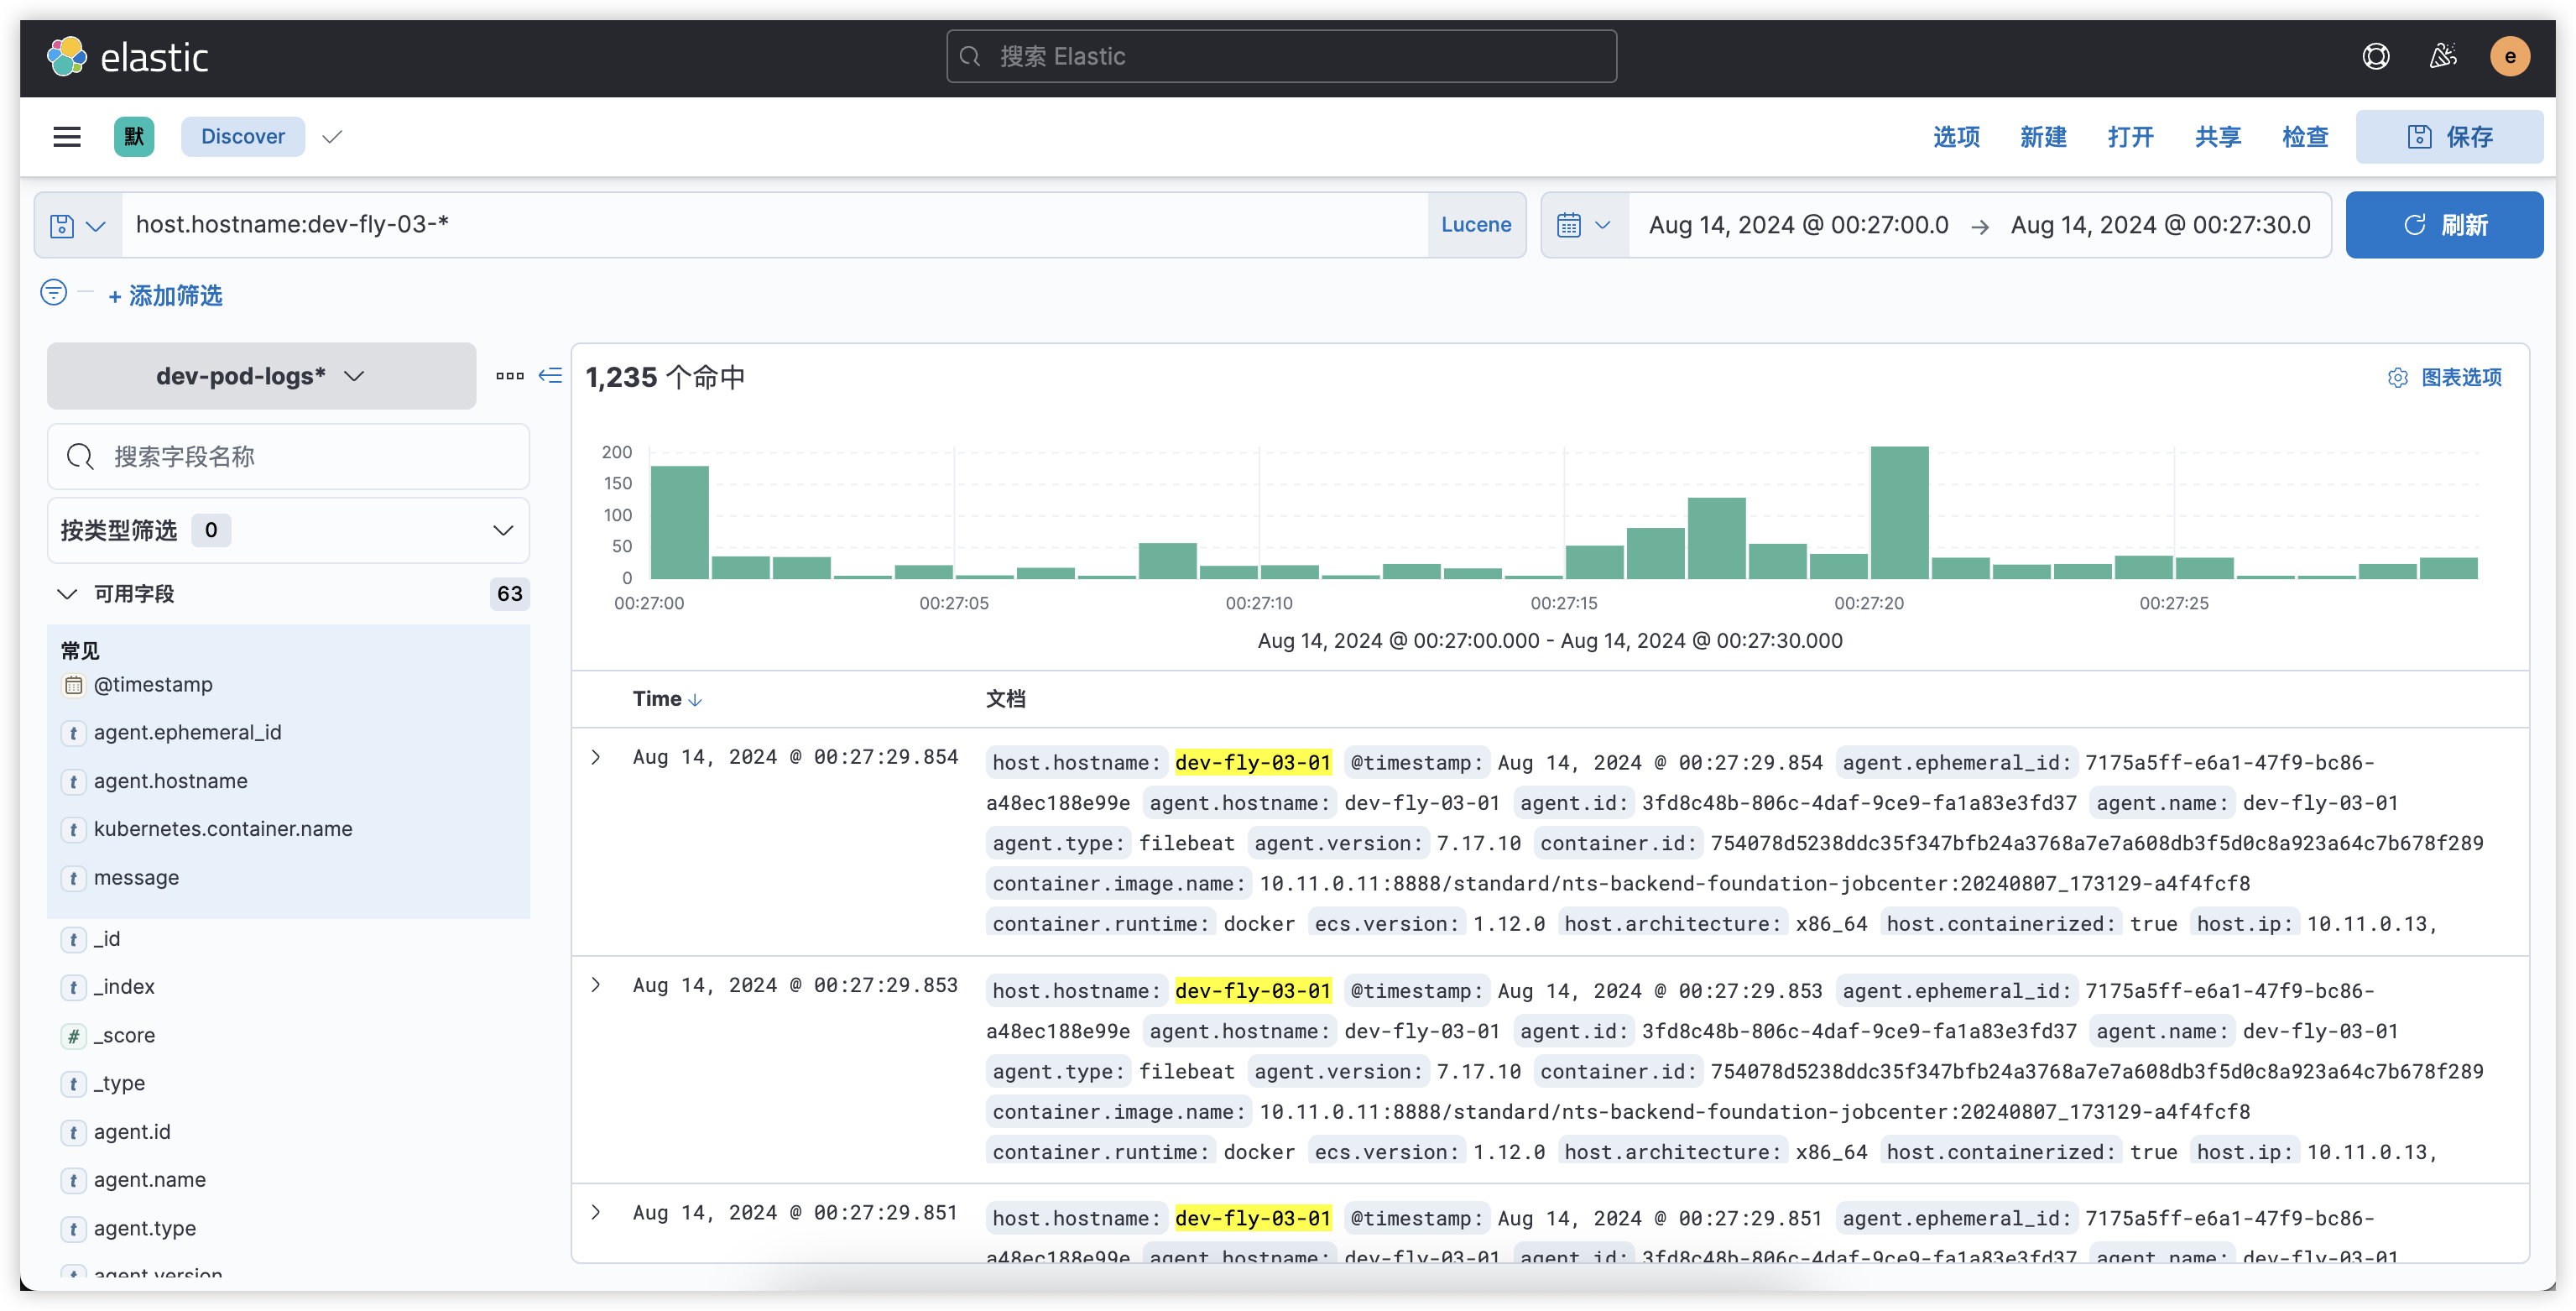 elastic
搜索 Elastic
e
默
Discover
选项
新建
打开
共享
检查
保存
host.hostname:dev-fly-03-*
Lucene
Aug 14, 2024 @ 00:27:00.0 → Aug 14, 2024 @ 00:27:30.0
刷新
+ 添加筛选
dev-pod-logs*
搜索字段名称
按类型筛选 0
可用字段 63
常见
@timestamp
t agent.ephemeral_id
t agent.hostname
t kubernetes.container.name
t message
t _id
t _index
# _score
t _type
t agent.id
t agent.name
t agent.type
t agent.version
1,235 个命中
图表选项
200
150
100
50
0
00:27:00 00:27:05 00:27:10 00:27:15 00:27:20 00:27:25
Aug 14, 2024 @ 00:27:00.000 - Aug 14, 2024 @ 00:27:30.000
Time ↓ 文档
Aug 14, 2024 @ 00:27:29.854
host.hostname: dev-fly-03-01 @timestamp: Aug 14, 2024 @ 00:27:29.854 agent.ephemeral_id: 7175a5ff-e6a1-47f9-bc86-
a48ec188e99e agent.hostname: dev-fly-03-01 agent.id: 3fd8c48b-806c-4daf-9ce9-fa1a83e3fd37 agent.name: dev-fly-03-01
agent.type: filebeat agent.version: 7.17.10 container.id: 754078d5238ddc35f347bfb24a3768a7e7a608db3f5d0c8a923a64c7b678f289
container.image.name: 10.11.0.11:8888/standard/nts-backend-foundation-jobcenter:20240807_173129-a4f4fcf8
container.runtime: docker ecs.version: 1.12.0 host.architecture: x86_64 host.containerized: true host.ip: 10.11.0.13,
Aug 14, 2024 @ 00:27:29.853
host.hostname: dev-fly-03-01 @timestamp: Aug 14, 2024 @ 00:27:29.853 agent.ephemeral_id: 7175a5ff-e6a1-47f9-bc86-
a48ec188e99e agent.hostname: dev-fly-03-01 agent.id: 3fd8c48b-806c-4daf-9ce9-fa1a83e3fd37 agent.name: dev-fly-03-01
agent.type: filebeat agent.version: 7.17.10 container.id: 754078d5238ddc35f347bfb24a3768a7e7a608db3f5d0c8a923a64c7b678f289
container.image.name: 10.11.0.11:8888/standard/nts-backend-foundation-jobcenter:20240807_173129-a4f4fcf8
container.runtime: docker ecs.version: 1.12.0 host.architecture: x86_64 host.containerized: true host.ip: 10.11.0.13,
Aug 14, 2024 @ 00:27:29.851
host.hostname: dev-fly-03-01 @timestamp: Aug 14, 2024 @ 00:27:29.851 agent.ephemeral_id: 7175a5ff-e6a1-47f9-bc86-
a48ec188e99e agent.hostname: dev-fly-03-01 agent.id: 3fd8c48b-806c-4daf-9ce9-fa1a83e3fd37 agent.name: dev-fly-03-01